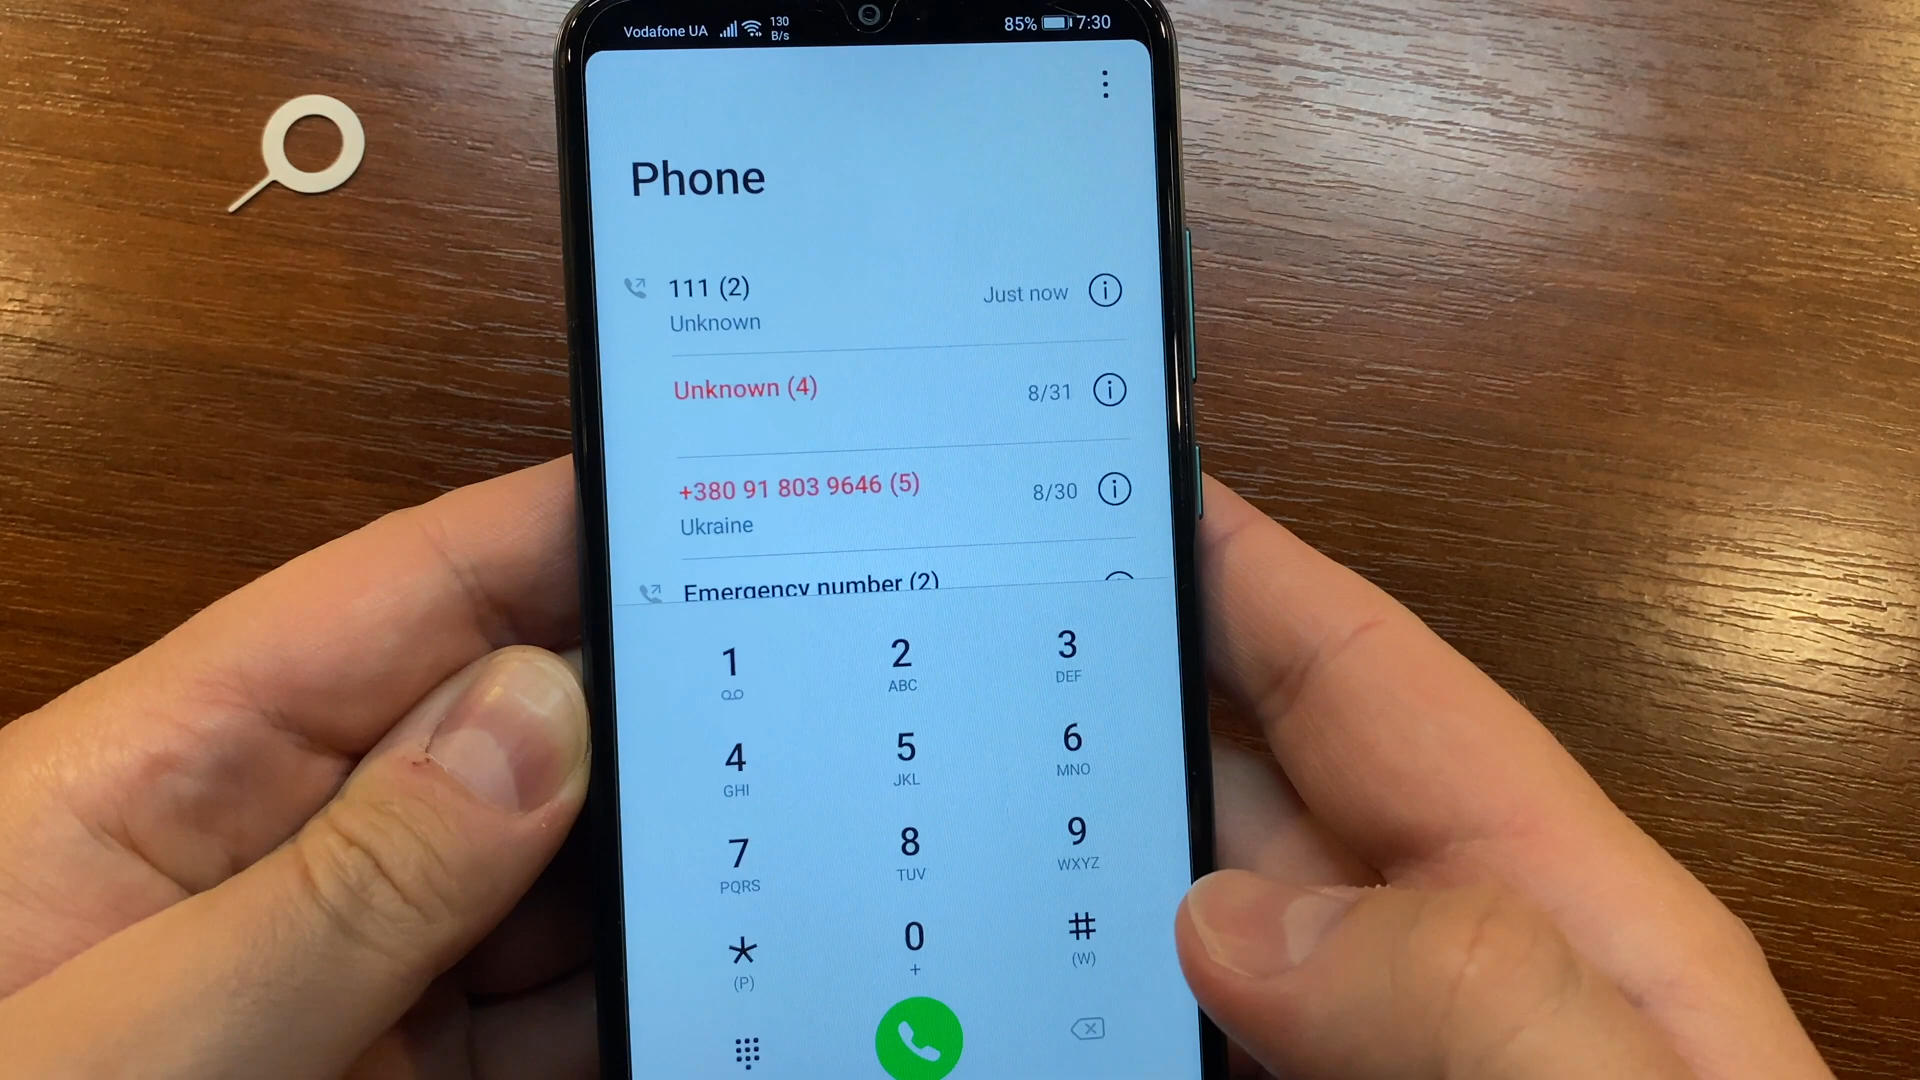 Vodafone UA 130 B/s 85% 7:30
Phone
111 (2) Just now
Unknown
Unknown (4) 8/31
+380 91 803 9646 (5) 8/30
Ukraine
Emergency number (2)
1 2 3
ABC DEF
4 5 6
GHI JKL MNO
7 8 9
PQRS TUV WXYZ
* 0 #
(P) + (W)